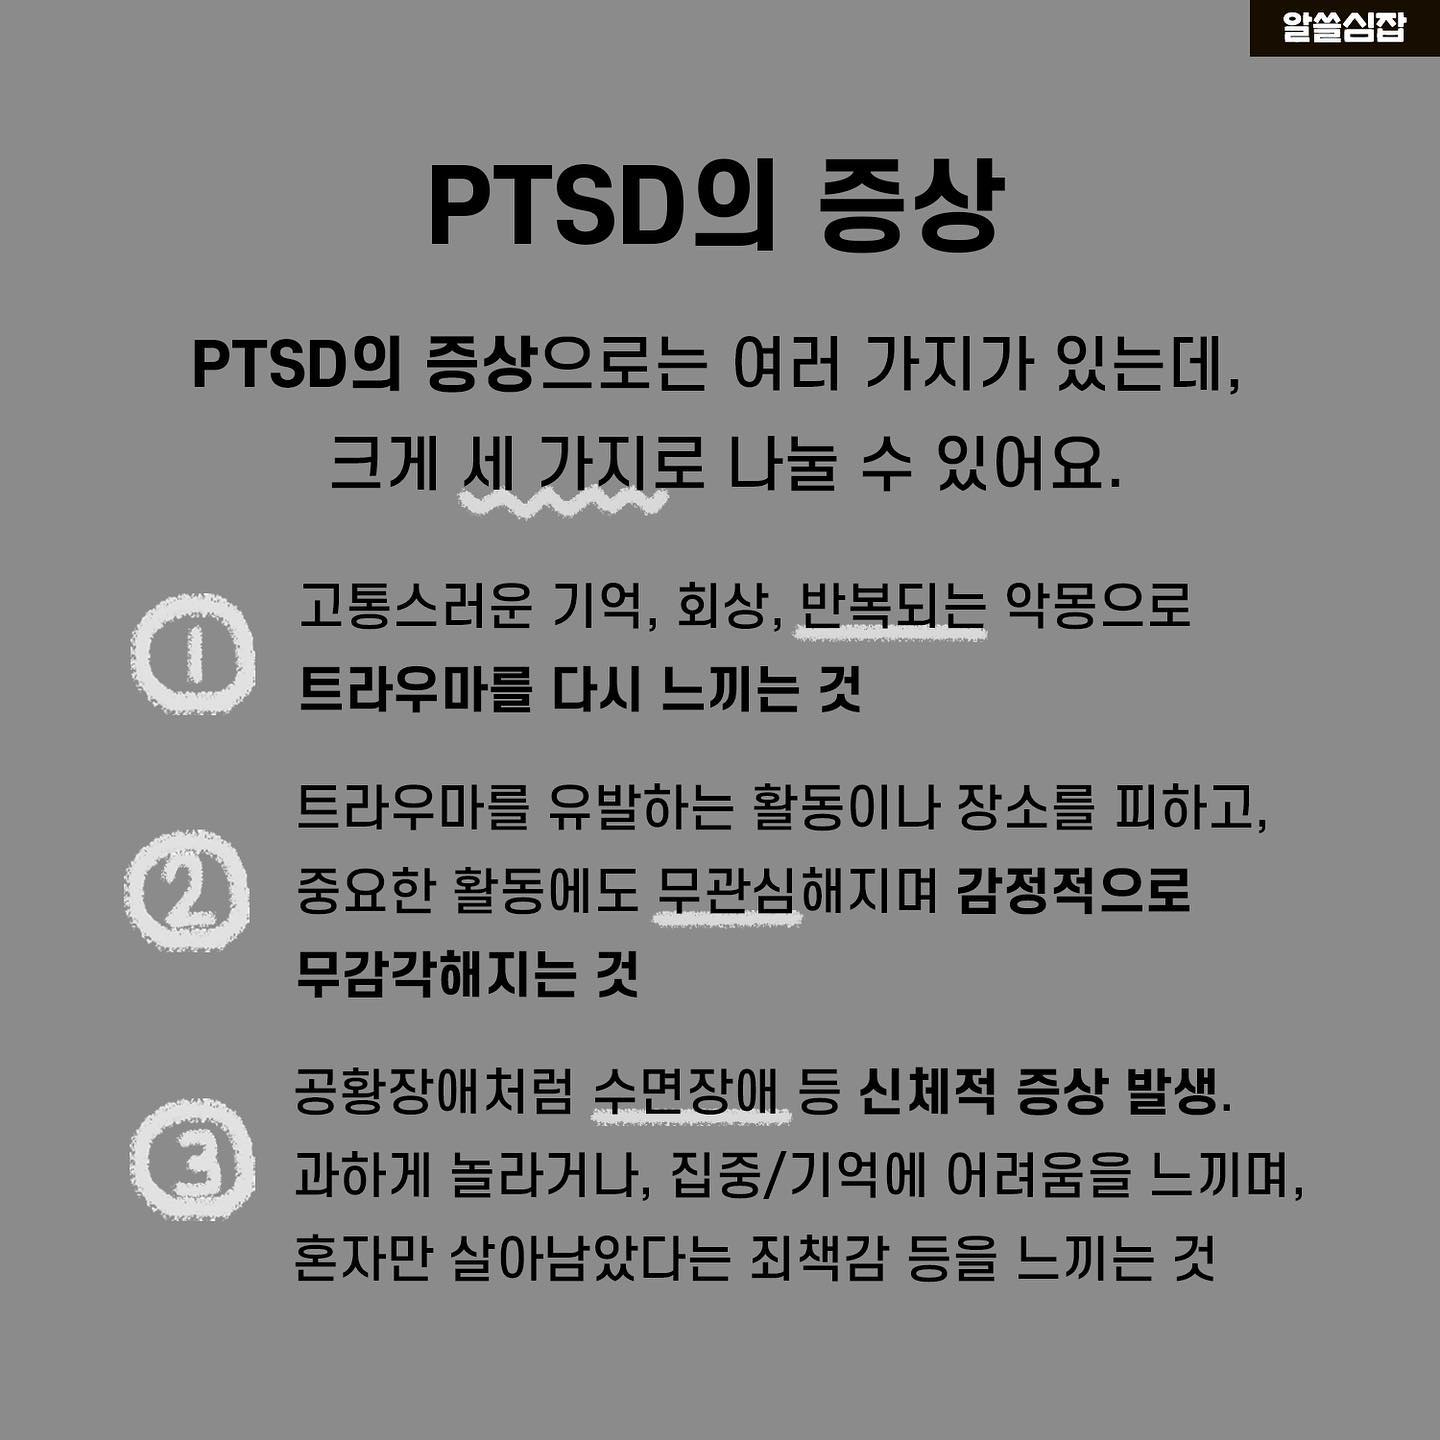 알쓸심잡
PTSD의 증상
PTSD의 증상으로는 여러 가지가 있는데,
크게 세 가지로 나눌 수 있어요.
1
고통스러운 기억, 회상, 반복되는 악몽으로
트라우마를 다시 느끼는 것
2
트라우마를 유발하는 활동이나 장소를 피하고,
중요한 활동에도 무관심해지며 감정적으로
무감각해지는 것
3
공황장애처럼 수면장애 등 신체적 증상 발생.
과하게 놀라거나, 집중/기억에 어려움을 느끼며,
혼자만 살아남았다는 죄책감 등을 느끼는 것